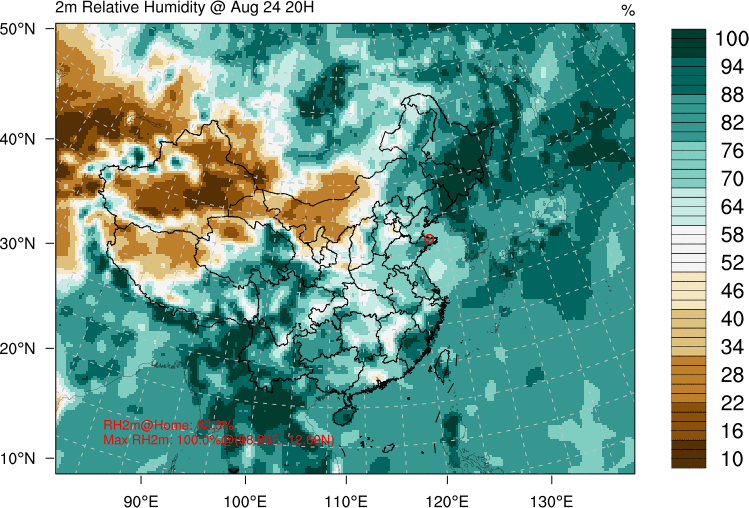 2m Relative Humidity @ Aug 24 20H
%
50°N
40°N
30°N
20°N
10°N
90°E
100°E
110°E
120°E
130°E
100
94
88
82
76
70
64
58
52
46
40
34
28
22
16
10
RH2m@Home:
Max RH2m: 100.0%